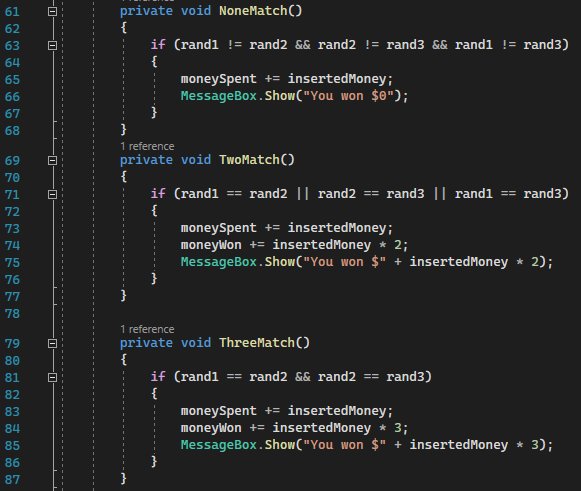 61 private void NoneMatch()
62 {
63 if (rand1 != rand2 && rand2 != rand3 && rand1 != rand3)
64 {
65 moneySpent += insertedMoney;
66 MessageBox.Show("You won $0");
67 }
68 }
1 reference
69 private void TwoMatch()
70 {
71 if (rand1 == rand2 || rand2 == rand3 || rand1 == rand3)
72 {
73 moneySpent += insertedMoney;
74 moneyWon += insertedMoney * 2;
75 MessageBox.Show("You won $" + insertedMoney * 2);
76 }
77 }
78
1 reference
79 private void ThreeMatch()
80 {
81 if (rand1 == rand2 && rand2 == rand3)
82 {
83 moneySpent += insertedMoney;
84 moneyWon += insertedMoney * 3;
85 MessageBox.Show("You won $" + insertedMoney * 3);
86 }
87 }